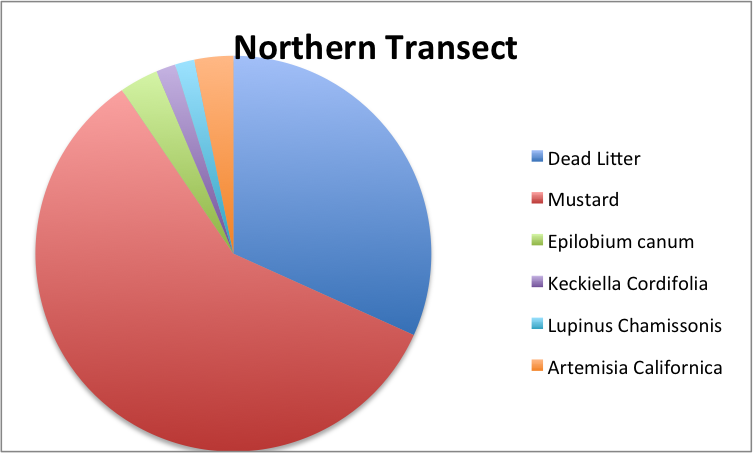 Northern Transect
Dead Litter
Mustard
Epilobium canum
Keckiella Cordifolia
Lupinus Chamissonis
Artemisia Californica